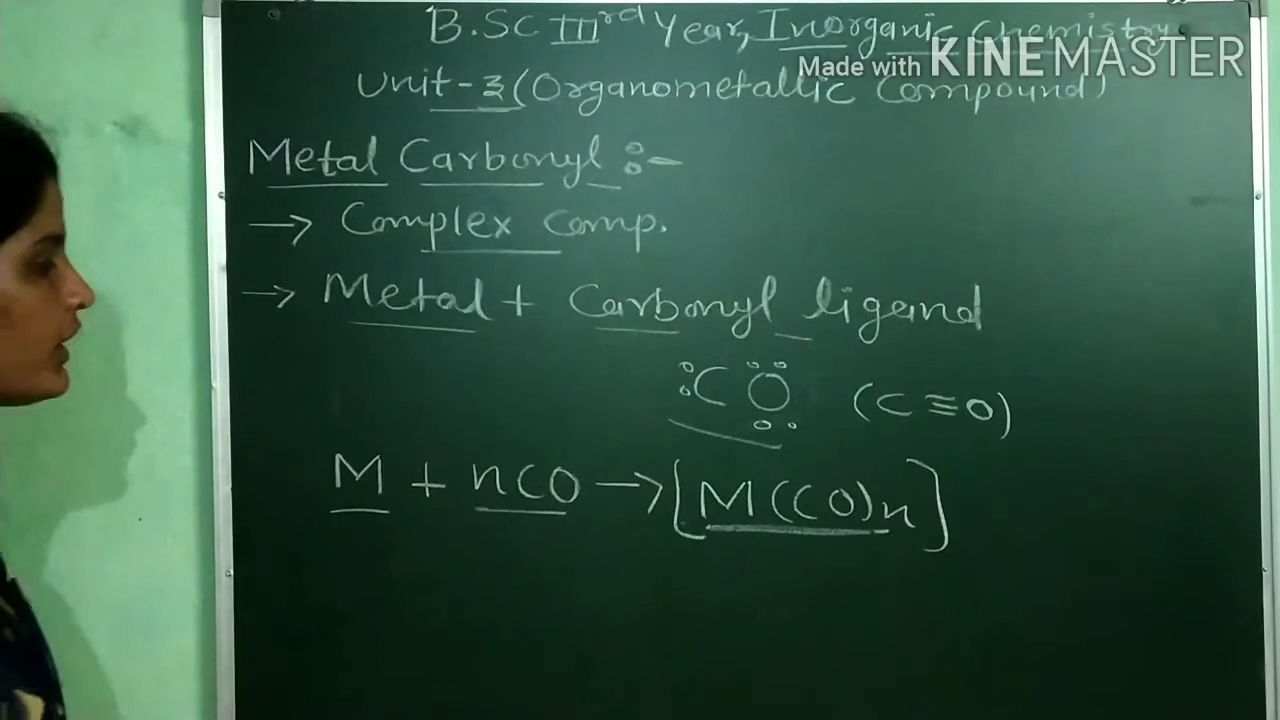 B.Sc IIIrd Year, Inorganic Chemistry
Made with KINEMASTER
Unit-3 (Organometallic Compound)
Metal Carbonyl :-
→ Complex Comp.
→ Metal + Carbonyl ligand
:CO (C≡O)
M + nCO → [M(CO)n]